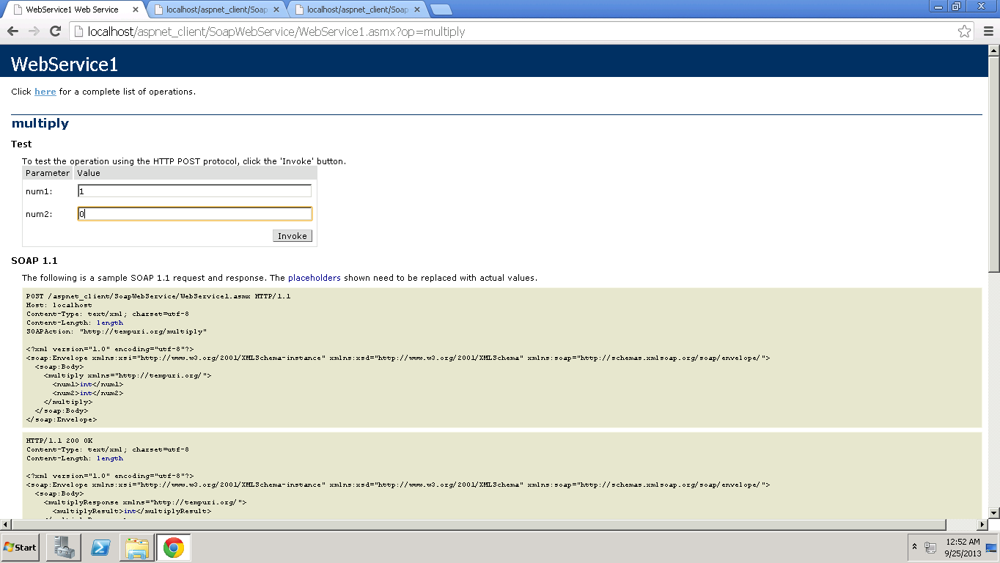 WebService1 Web Service
localhost/aspnet_client/Soap
localhost/aspnet_client/Soap
localhost/aspnet_client/SoapWebService/WebService1.asmx?op=multiply
WebService1
Click here for a complete list of operations.
multiply
Test
To test the operation using the HTTP POST protocol, click the 'Invoke' button.
Parameter Value
num1: 1
num2: 0
Invoke
SOAP 1.1
The following is a sample SOAP 1.1 request and response. The placeholders shown need to be replaced with actual values.
POST /aspnet_client/SoapWebService/WebService1.asmx HTTP/1.1
Host: localhost
Content-Type: text/xml; charset=utf-8
Content-Length: length
SOAPAction: "http://tempuri.org/multiply"
<?xml version="1.0" encoding="utf-8"?>
<soap:Envelope xmlns:xsi="http://www.w3.org/2001/XMLSchema-instance" xmlns:xsd="http://www.w3.org/2001/XMLSchema" xmlns:soap="http://schemas.xmlsoap.org/soap/envelope/">
<soap:Body>
<multiply xmlns="http://tempuri.org/">
<num1>int</num1>
<num2>int</num2>
</multiply>
</soap:Body>
</soap:Envelope>
HTTP/1.1 200 OK
Content-Type: text/xml; charset=utf-8
Content-Length: length
<?xml version="1.0" encoding="utf-8"?>
<soap:Envelope xmlns:xsi="http://www.w3.org/2001/XMLSchema-instance" xmlns:xsd="http://www.w3.org/2001/XMLSchema" xmlns:soap="http://schemas.xmlsoap.org/soap/envelope/">
<soap:Body>
<multiplyResponse xmlns="http://tempuri.org/">
<multiplyResult>int</multiplyResult>
Start
12:52 AM
9/25/2013